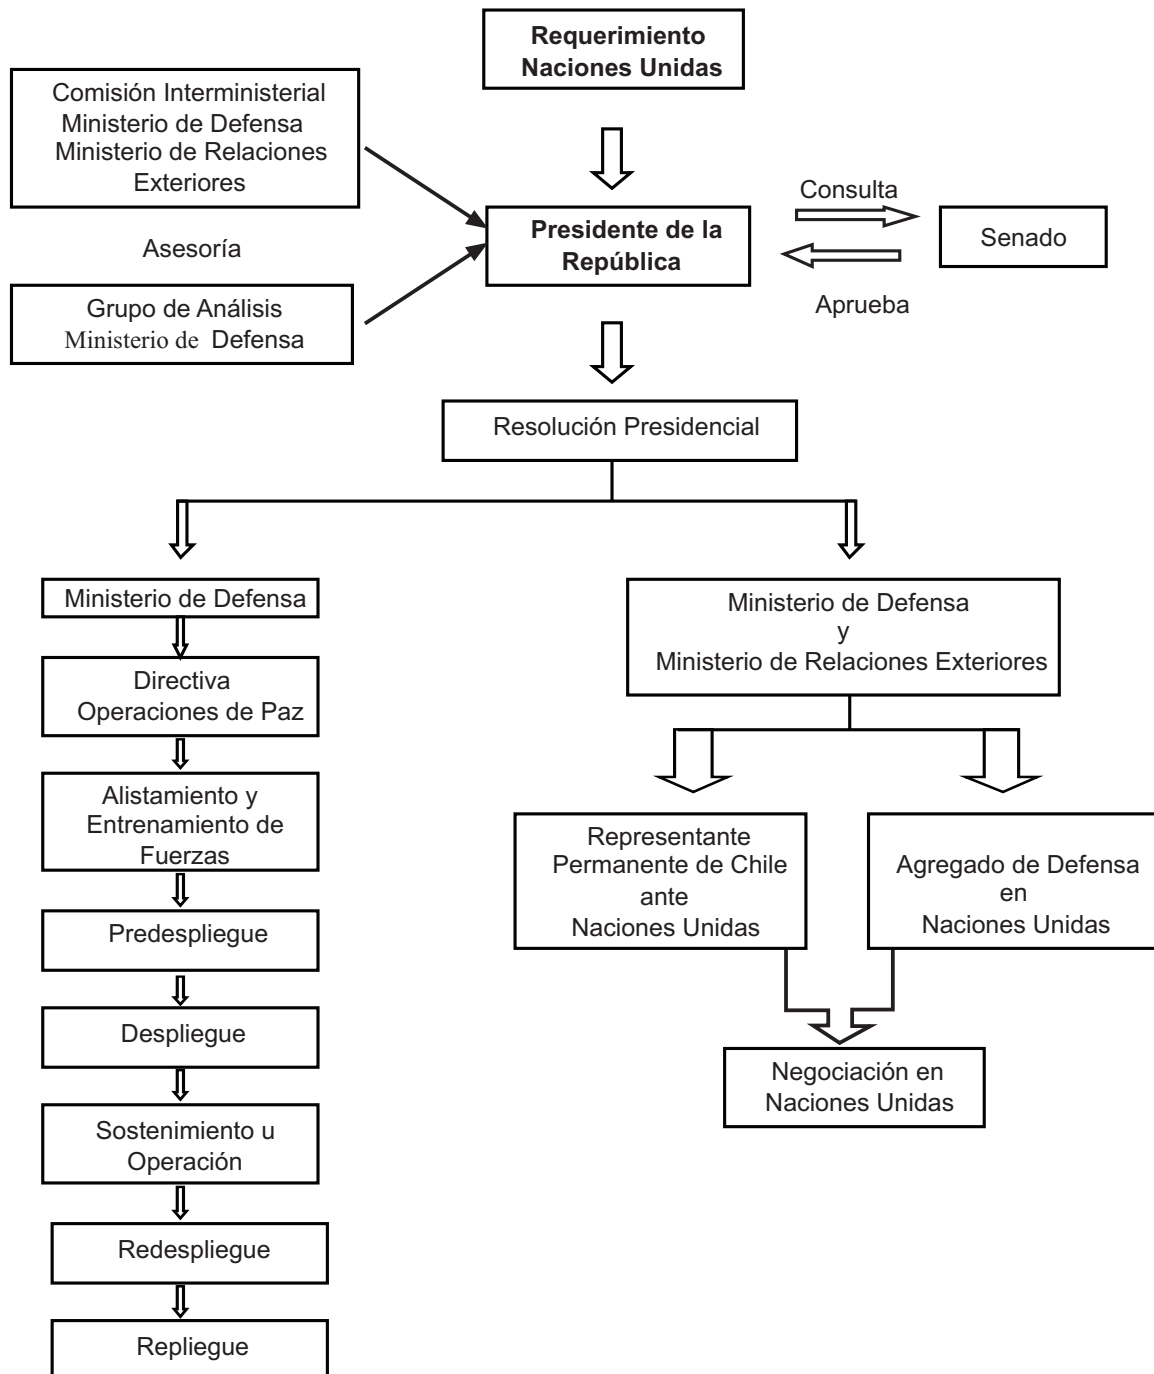 Requerimiento
Naciones Unidas
Comisión Interministerial
Ministerio de Defensa
Ministerio de Relaciones
Exteriores
Asesoría
Grupo de Análisis
Ministerio de Defensa
Presidente de la
República
Consulta
Senado
Aprueba
Resolución Presidencial
Ministerio de Defensa
Directiva
Operaciones de Paz
Alistamiento y
Entrenamiento de
Fuerzas
Predespliegue
Despliegue
Sostenimiento u
Operación
Redespliegue
Repliegue
Ministerio de Defensa
y
Ministerio de Relaciones Exteriores
Representante
Permanente de Chile
ante
Naciones Unidas
Agregado de Defensa
en
Naciones Unidas
Negociación en
Naciones Unidas